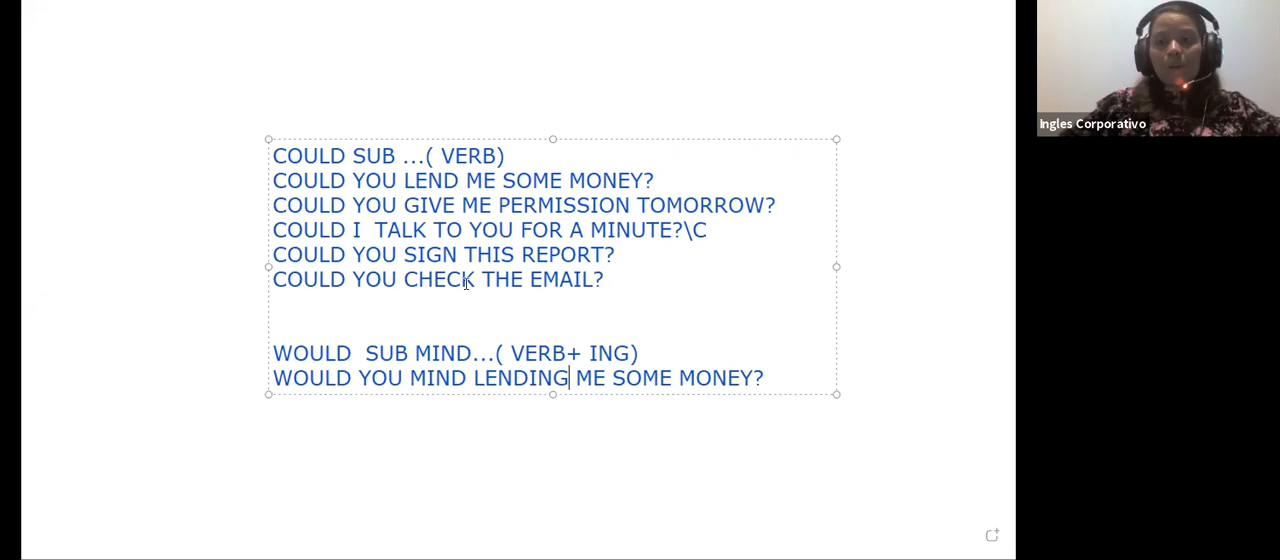 COULD SUB ...( VERB)
COULD YOU LEND ME SOME MONEY?
COULD YOU GIVE ME PERMISSION TOMORROW?
COULD I  TALK TO YOU FOR A MINUTE?\C
COULD YOU SIGN THIS REPORT?
COULD YOU CHECK THE EMAIL?
WOULD  SUB MIND...( VERB+ ING)
WOULD YOU MIND LENDING ME SOME MONEY?
Ingles Corporativo